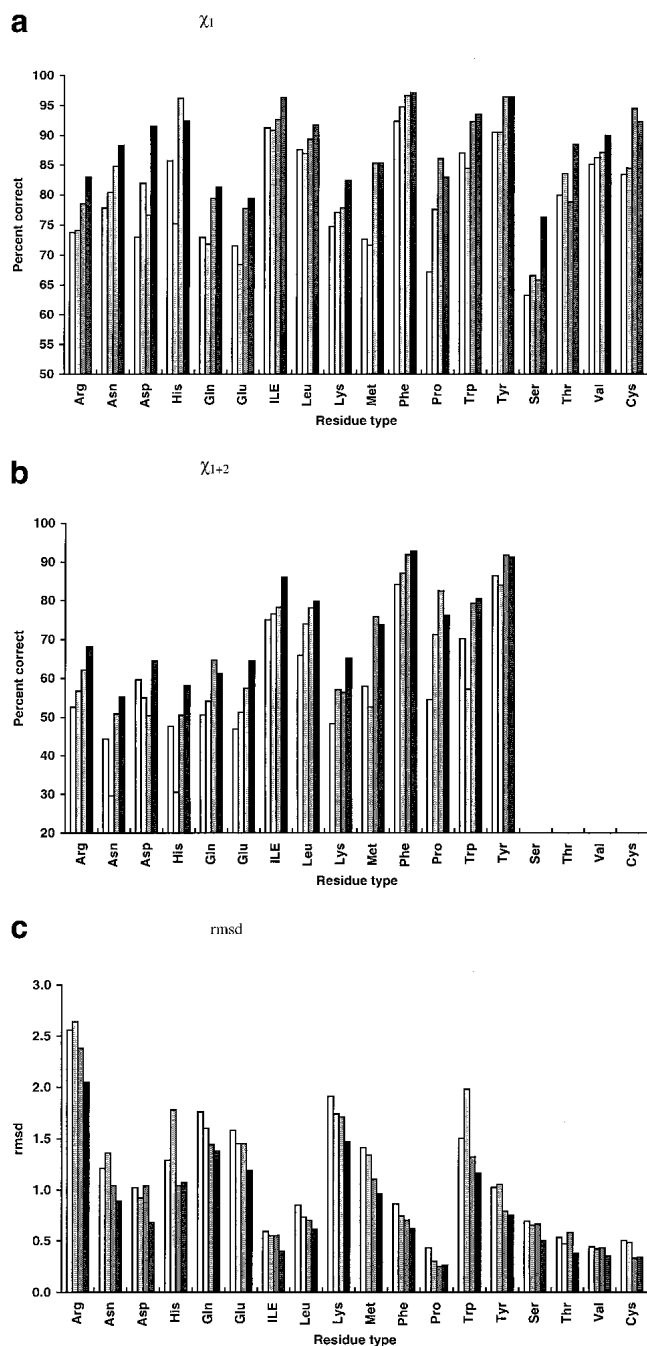 a
χ1
100
95
90
85
80
75
70
65
60
55
50
Percent correct
Arg Asn Asp His Gln Glu ILE Leu Lys Met Phe Pro Trp Tyr Ser Thr Val Cys
Residue type
b
χ1+2
100
90
80
70
60
50
40
30
20
Percent correct
Arg Asn Asp His Gln Glu ILE Leu Lys Met Phe Pro Trp Tyr Ser Thr Val Cys
Residue type
c
rmsd
3.0
2.5
2.0
1.5
1.0
0.5
0.0
rmsd
Arg Asn Asp His Gln Glu ILE Leu Lys Met Phe Pro Trp Tyr Ser Thr Val Cys
Residue type